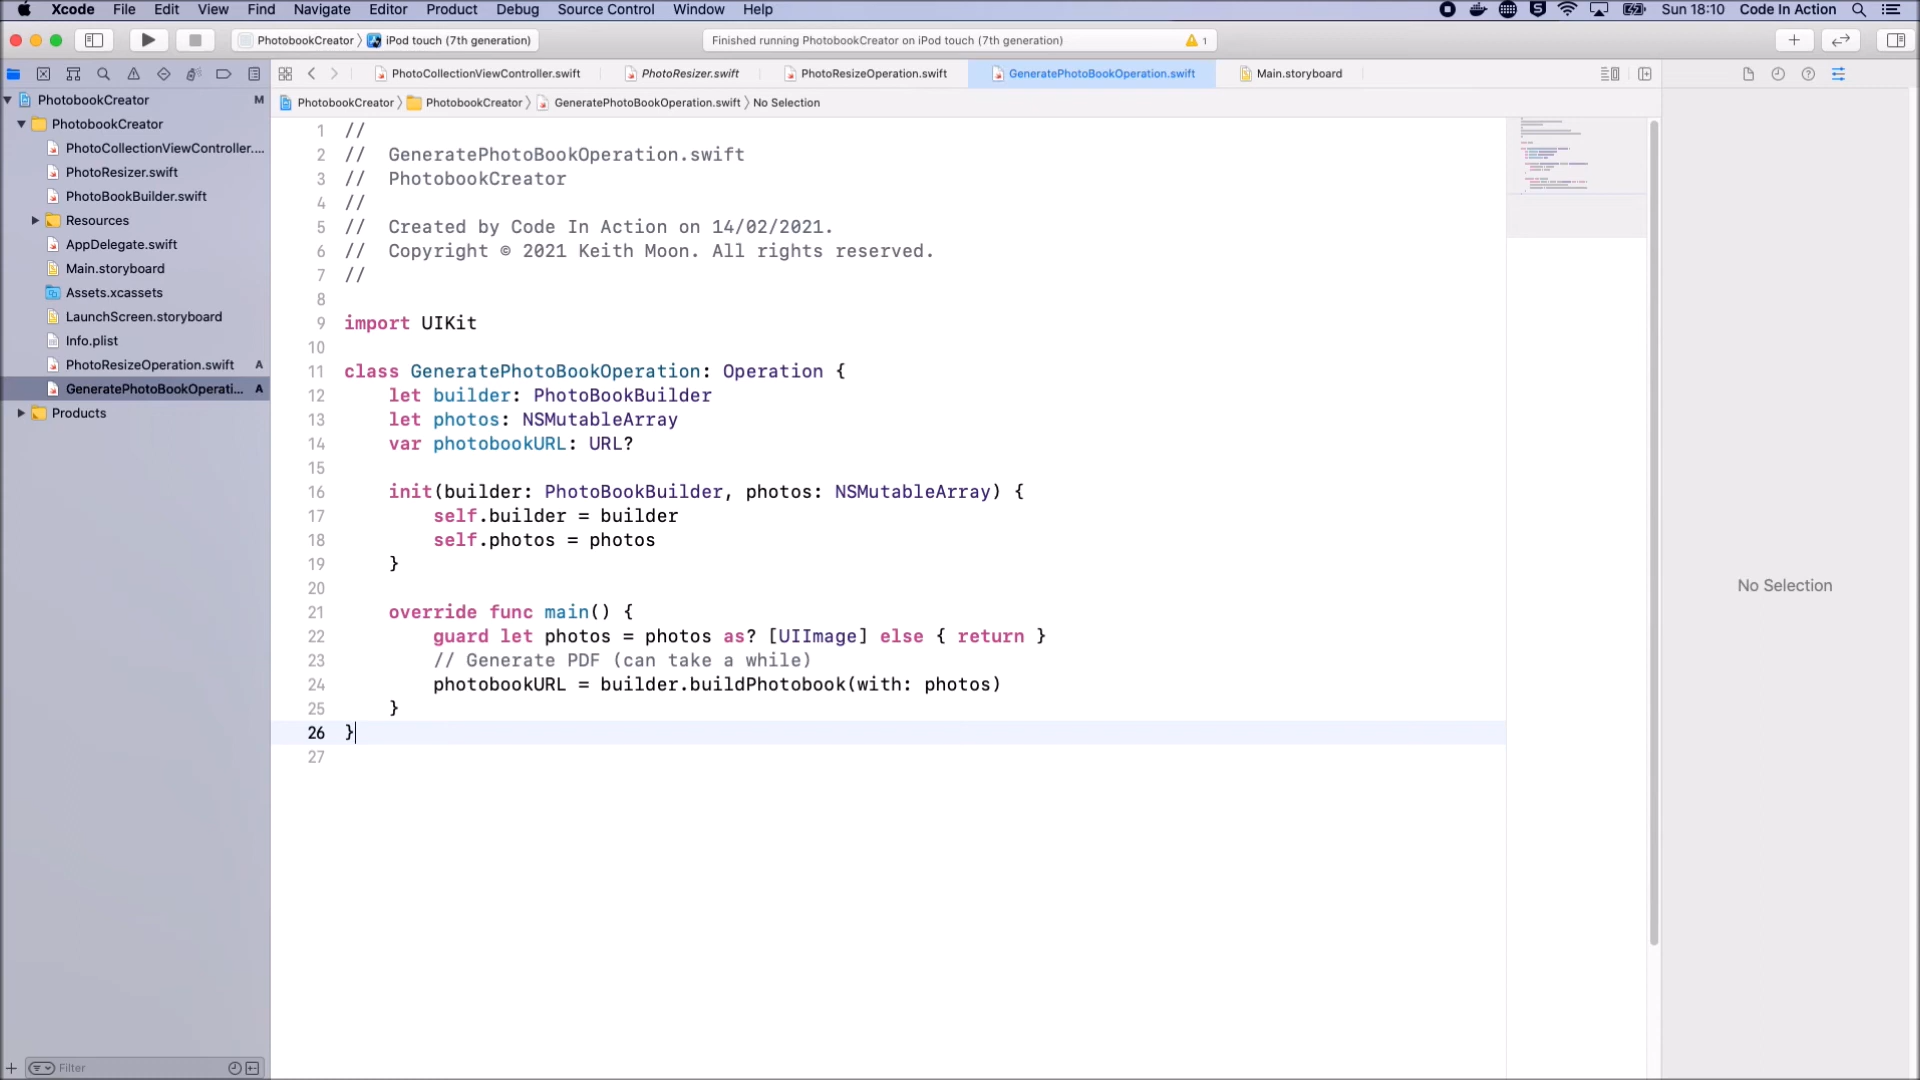 Xcode File Edit View Find Navigate Editor Product Debug Source Control Window Help Sun 18:10 Code In Action
PhotobookCreator iPod touch (7th generation) Finished running PhotobookCreator on iPod touch (7th generation) 1
PhotoCollectionViewController.swift PhotoResizer.swift PhotoResizeOperation.swift GeneratePhotoBookOperation.swift Main.storyboard
PhotobookCreator PhotobookCreator GeneratePhotoBookOperation.swift No Selection
PhotobookCreator M
PhotobookCreator
PhotoCollectionViewController....
PhotoResizer.swift
PhotoBookBuilder.swift
Resources
AppDelegate.swift
Main.storyboard
Assets.xcassets
LaunchScreen.storyboard
Info.plist
PhotoResizeOperation.swift A
GeneratePhotoBookOperati... A
Products
Filter
1 //
2 // GeneratePhotoBookOperation.swift
3 // PhotobookCreator
4 //
5 // Created by Code In Action on 14/02/2021.
6 // Copyright © 2021 Keith Moon. All rights reserved.
7 //
8
9 import UIKit
10
11 class GeneratePhotoBookOperation: Operation {
12 let builder: PhotoBookBuilder
13 let photos: NSMutableArray
14 var photobookURL: URL?
15
16 init(builder: PhotoBookBuilder, photos: NSMutableArray) {
17 self.builder = builder
18 self.photos = photos
19 }
20
21 override func main() {
22 guard let photos = photos as? [UIImage] else { return }
23 // Generate PDF (can take a while)
24 photobookURL = builder.buildPhotobook(with: photos)
25 }
26 }
27
No Selection